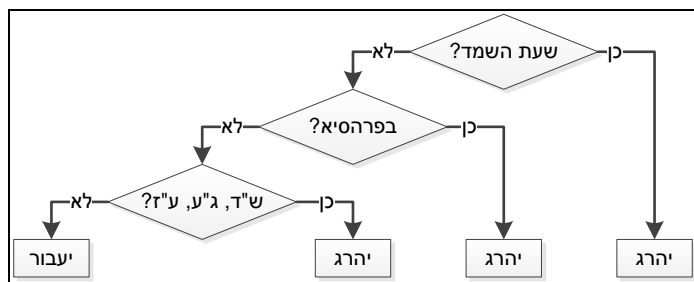 שעת השמד?
כן
לא
בפרהסיא?
כן
לא
ש"ד, ג"ע, ע"ז?
כן
לא
יהרג
יהרג
יהרג
יעבור